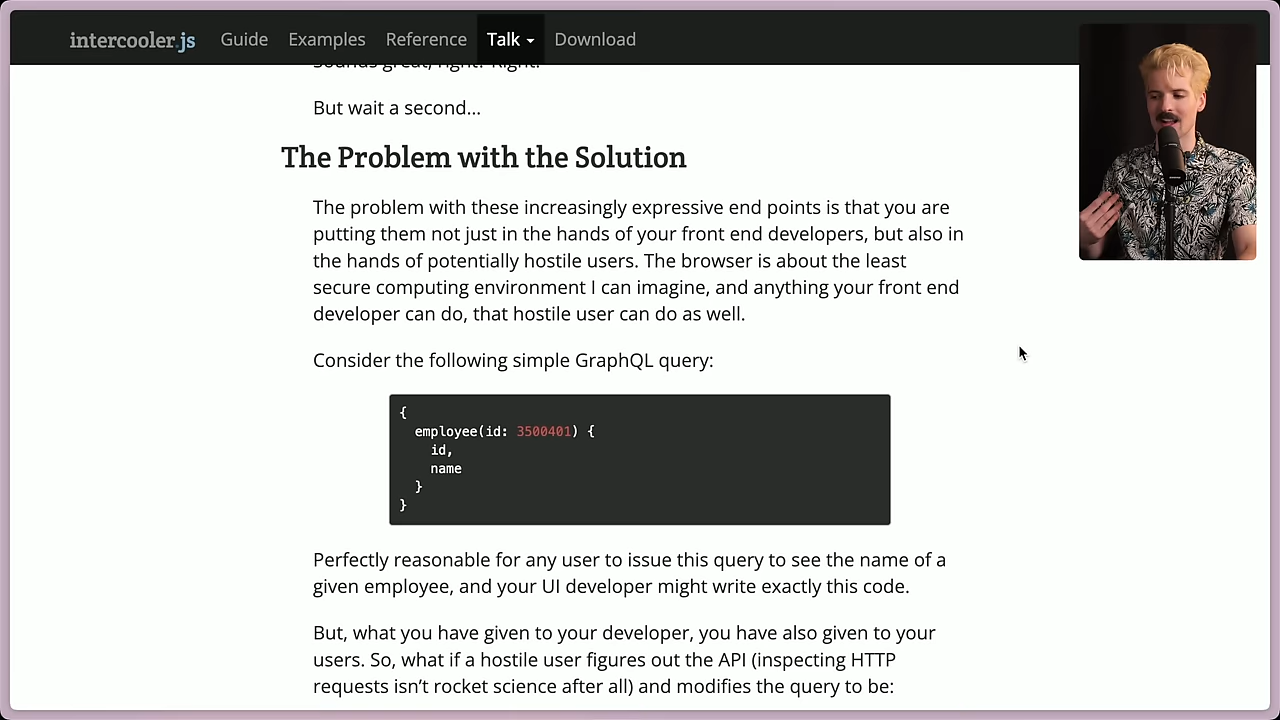 intercooler.js Guide Examples Reference Talk Download
Sounds great, right? Right!
But wait a second...
The Problem with the Solution
The problem with these increasingly expressive end points is that you are
putting them not just in the hands of your front end developers, but also in
the hands of potentially hostile users. The browser is about the least
secure computing environment I can imagine, and anything your front end
developer can do, that hostile user can do as well.
Consider the following simple GraphQL query:
{
  employee(id: 3500401) {
    id,
    name
  }
}
Perfectly reasonable for any user to issue this query to see the name of a
given employee, and your UI developer might write exactly this code.
But, what you have given to your developer, you have also given to your
users. So, what if a hostile user figures out the API (inspecting HTTP
requests isn’t rocket science after all) and modifies the query to be: